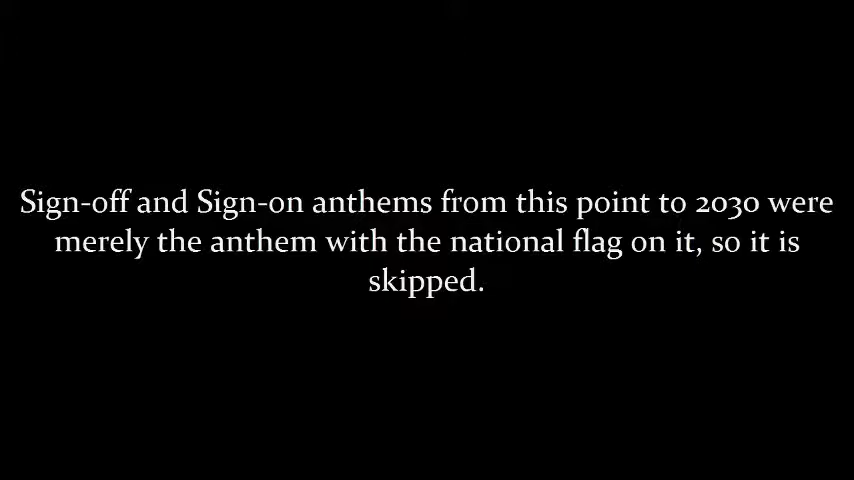 Sign-off and Sign-on anthems from this point to 2030 were
merely the anthem with the national flag on it, so it is
skipped.